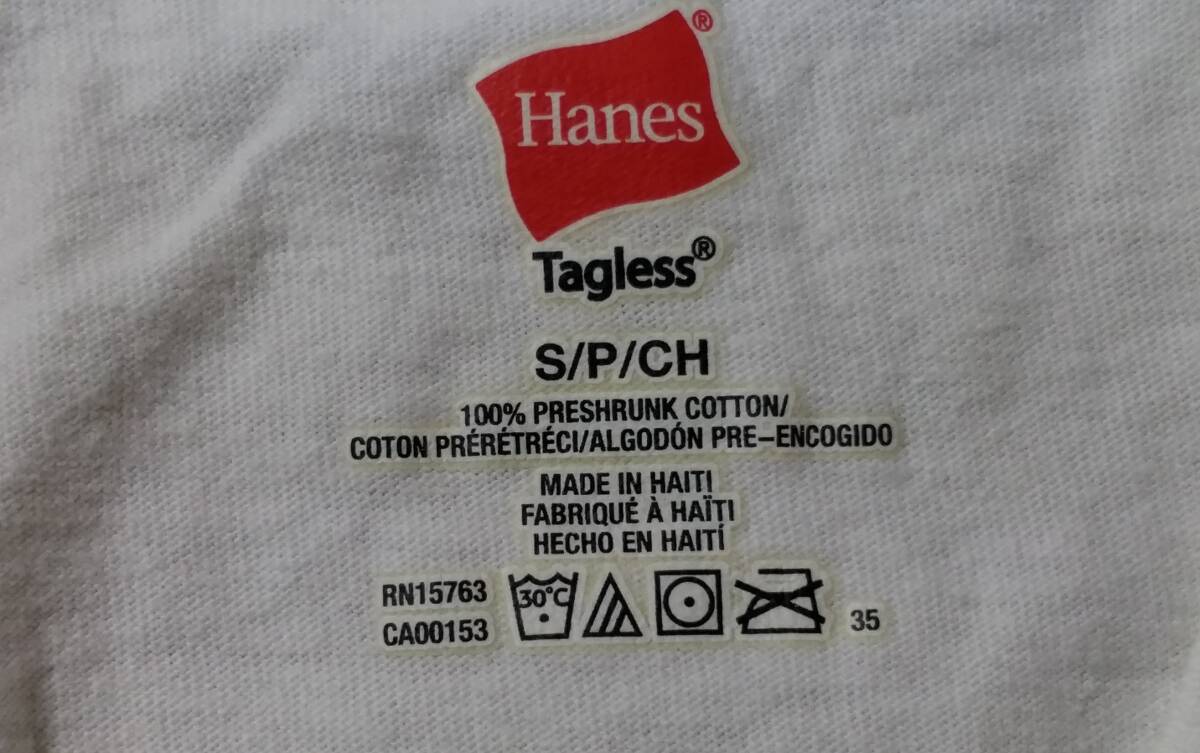 Hanes®
Tagless®
S/P/CH
100% PRESHRUNK COTTON/
COTON PRÉRÉTRÉCI/ALGODÓN PRE–ENCOGIDO
MADE IN HAITI
FABRIQUÉ À HAÏTI
HECHO EN HAITÍ
RN15763
CA00153
30°C
35